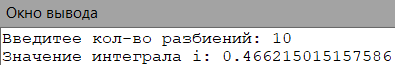 Окно вывода
Введитее кол-во разбиений: 10
Значение интеграла i: 0.466215015157586